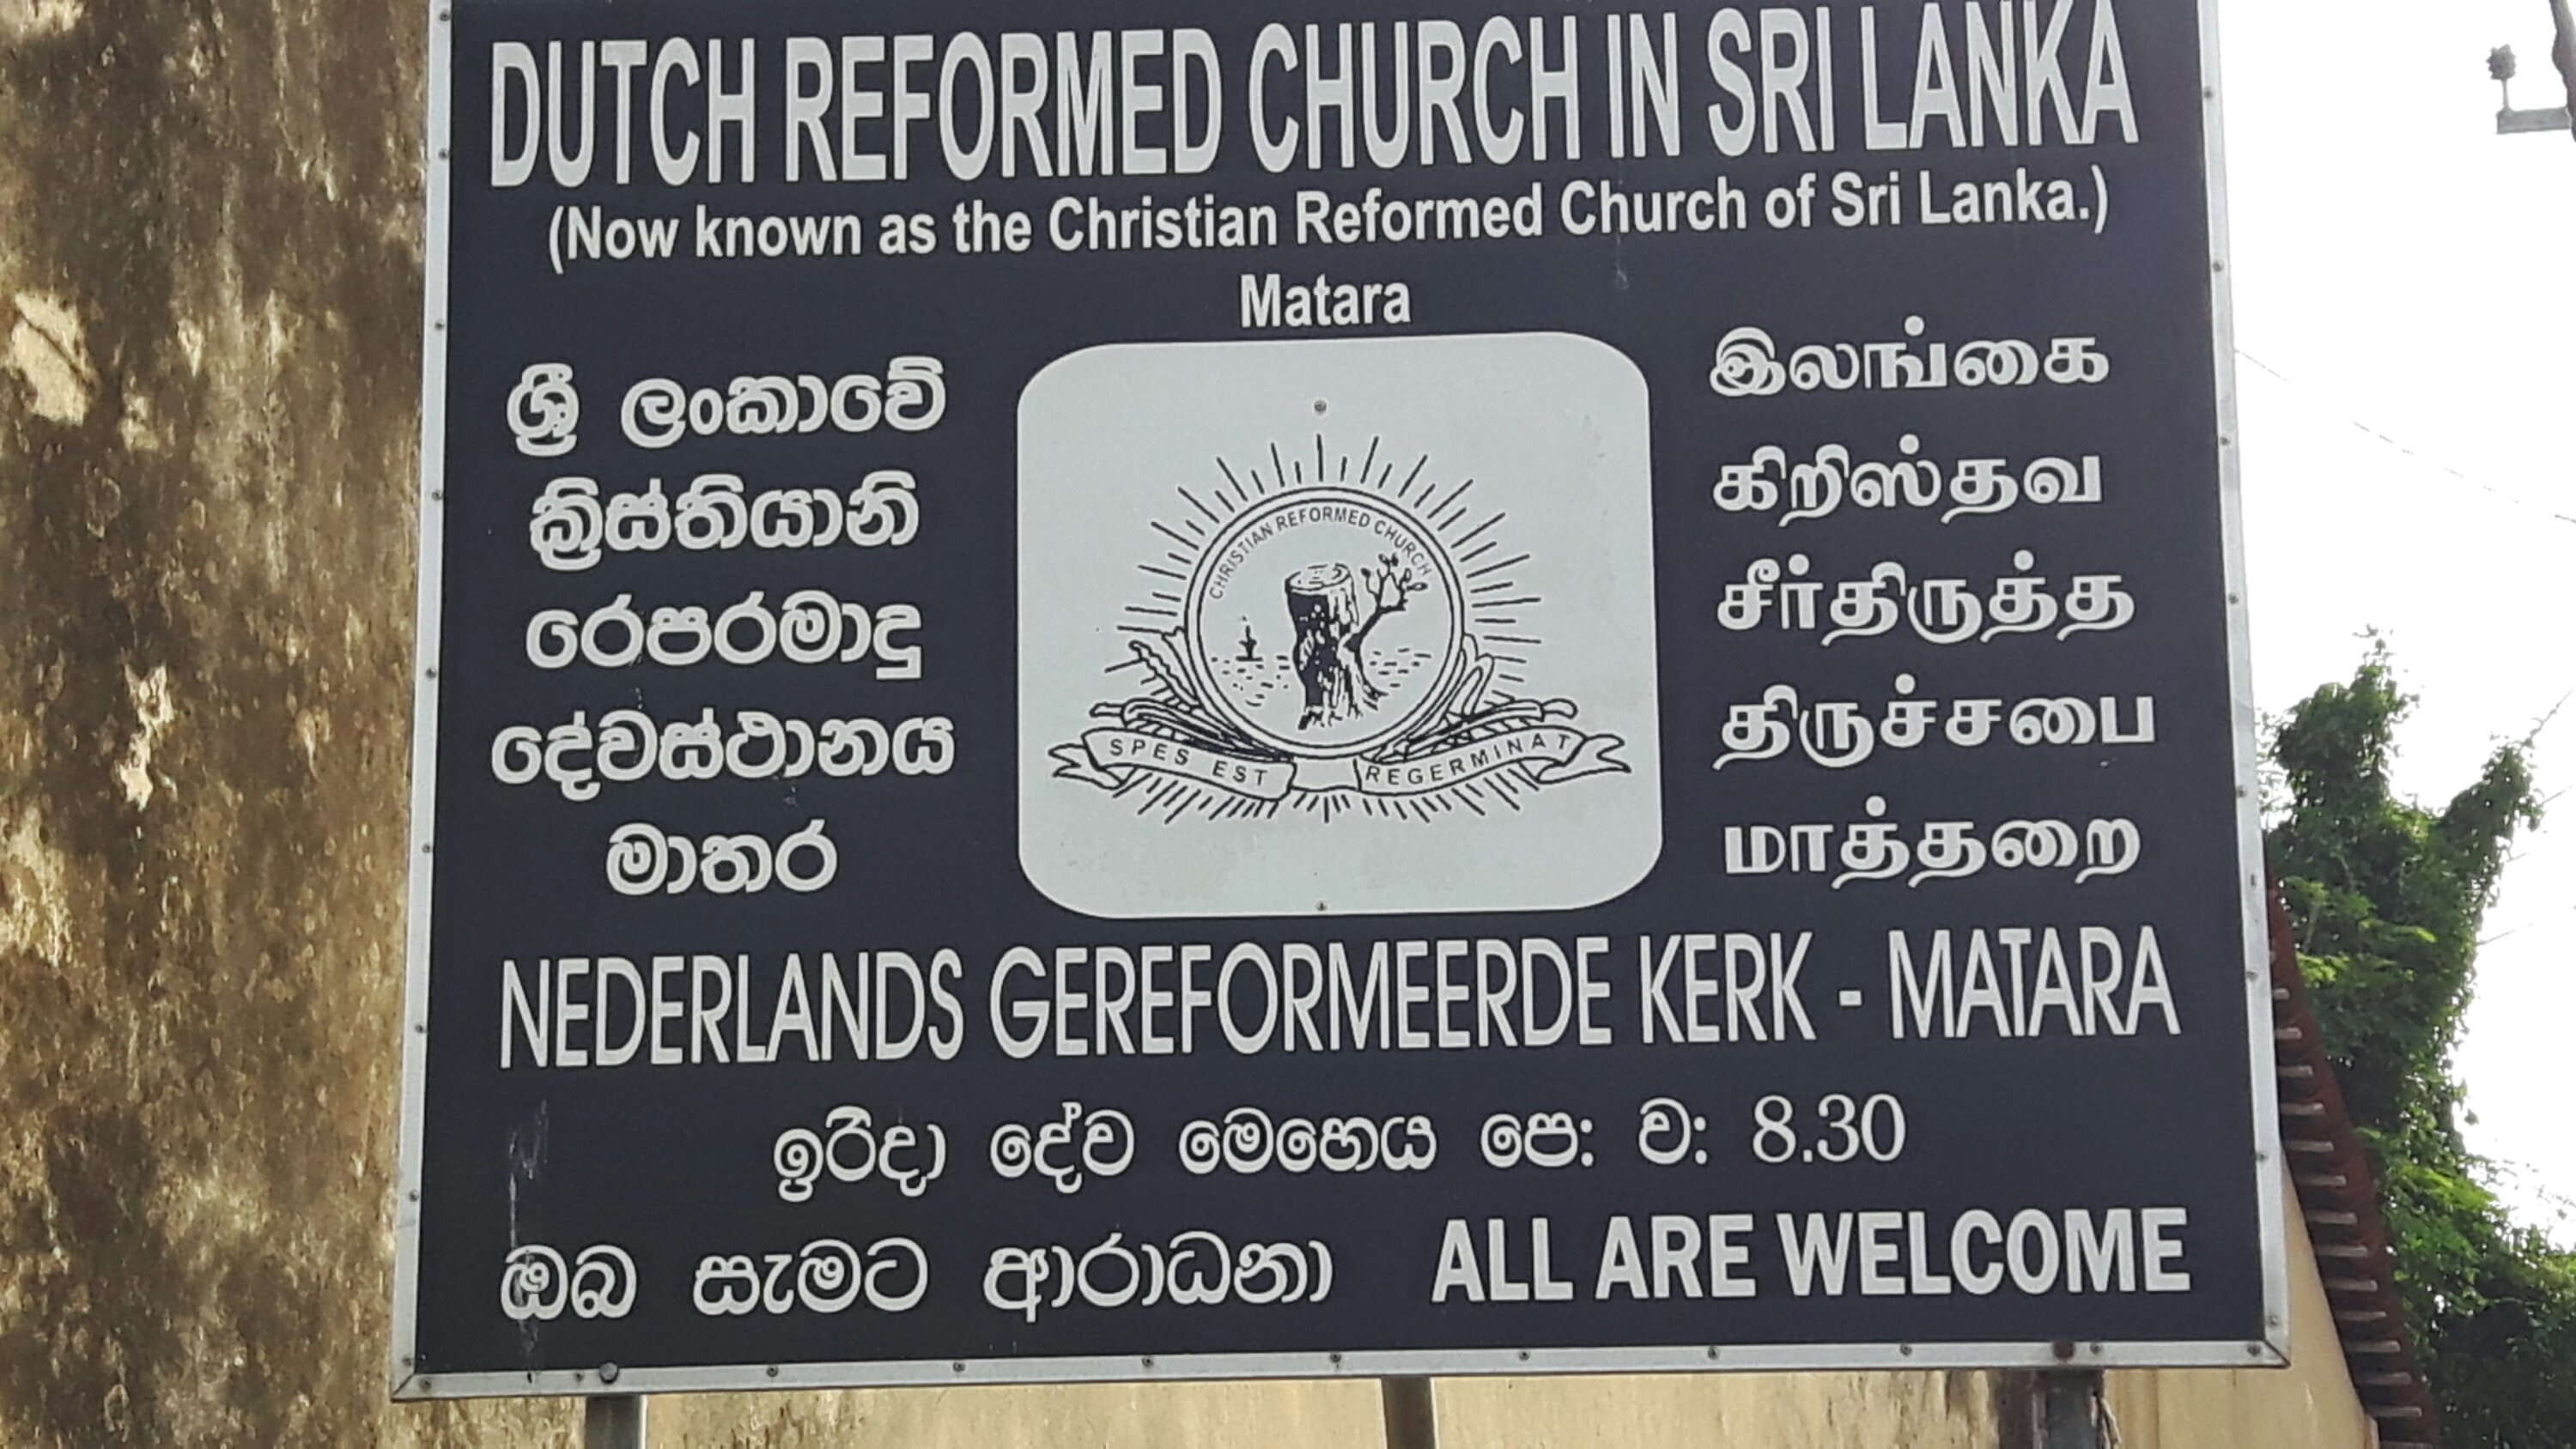 DUTCH REFORMED CHURCH IN SRI LANKA
(Now known as the Christian Reformed Church of Sri Lanka.)
Matara
ශ්‍රී ලංකාවේ
ක්‍රිස්තියානි
රෙපරමාදු
දේවස්ථානය
මාතර
CHRISTIAN REFORMED CHURCH
SPES EST REGERMINAT
இலங்கை
கிறிஸ்தவ
சீர்திருத்த
திருச்சபை
மாத்தறை
NEDERLANDS GEREFORMEERDE KERK - MATARA
ඉරිදා දේව මෙහෙය පෙ: ව: 8.30
ඔබ සැමට ආරාධනා ALL ARE WELCOME